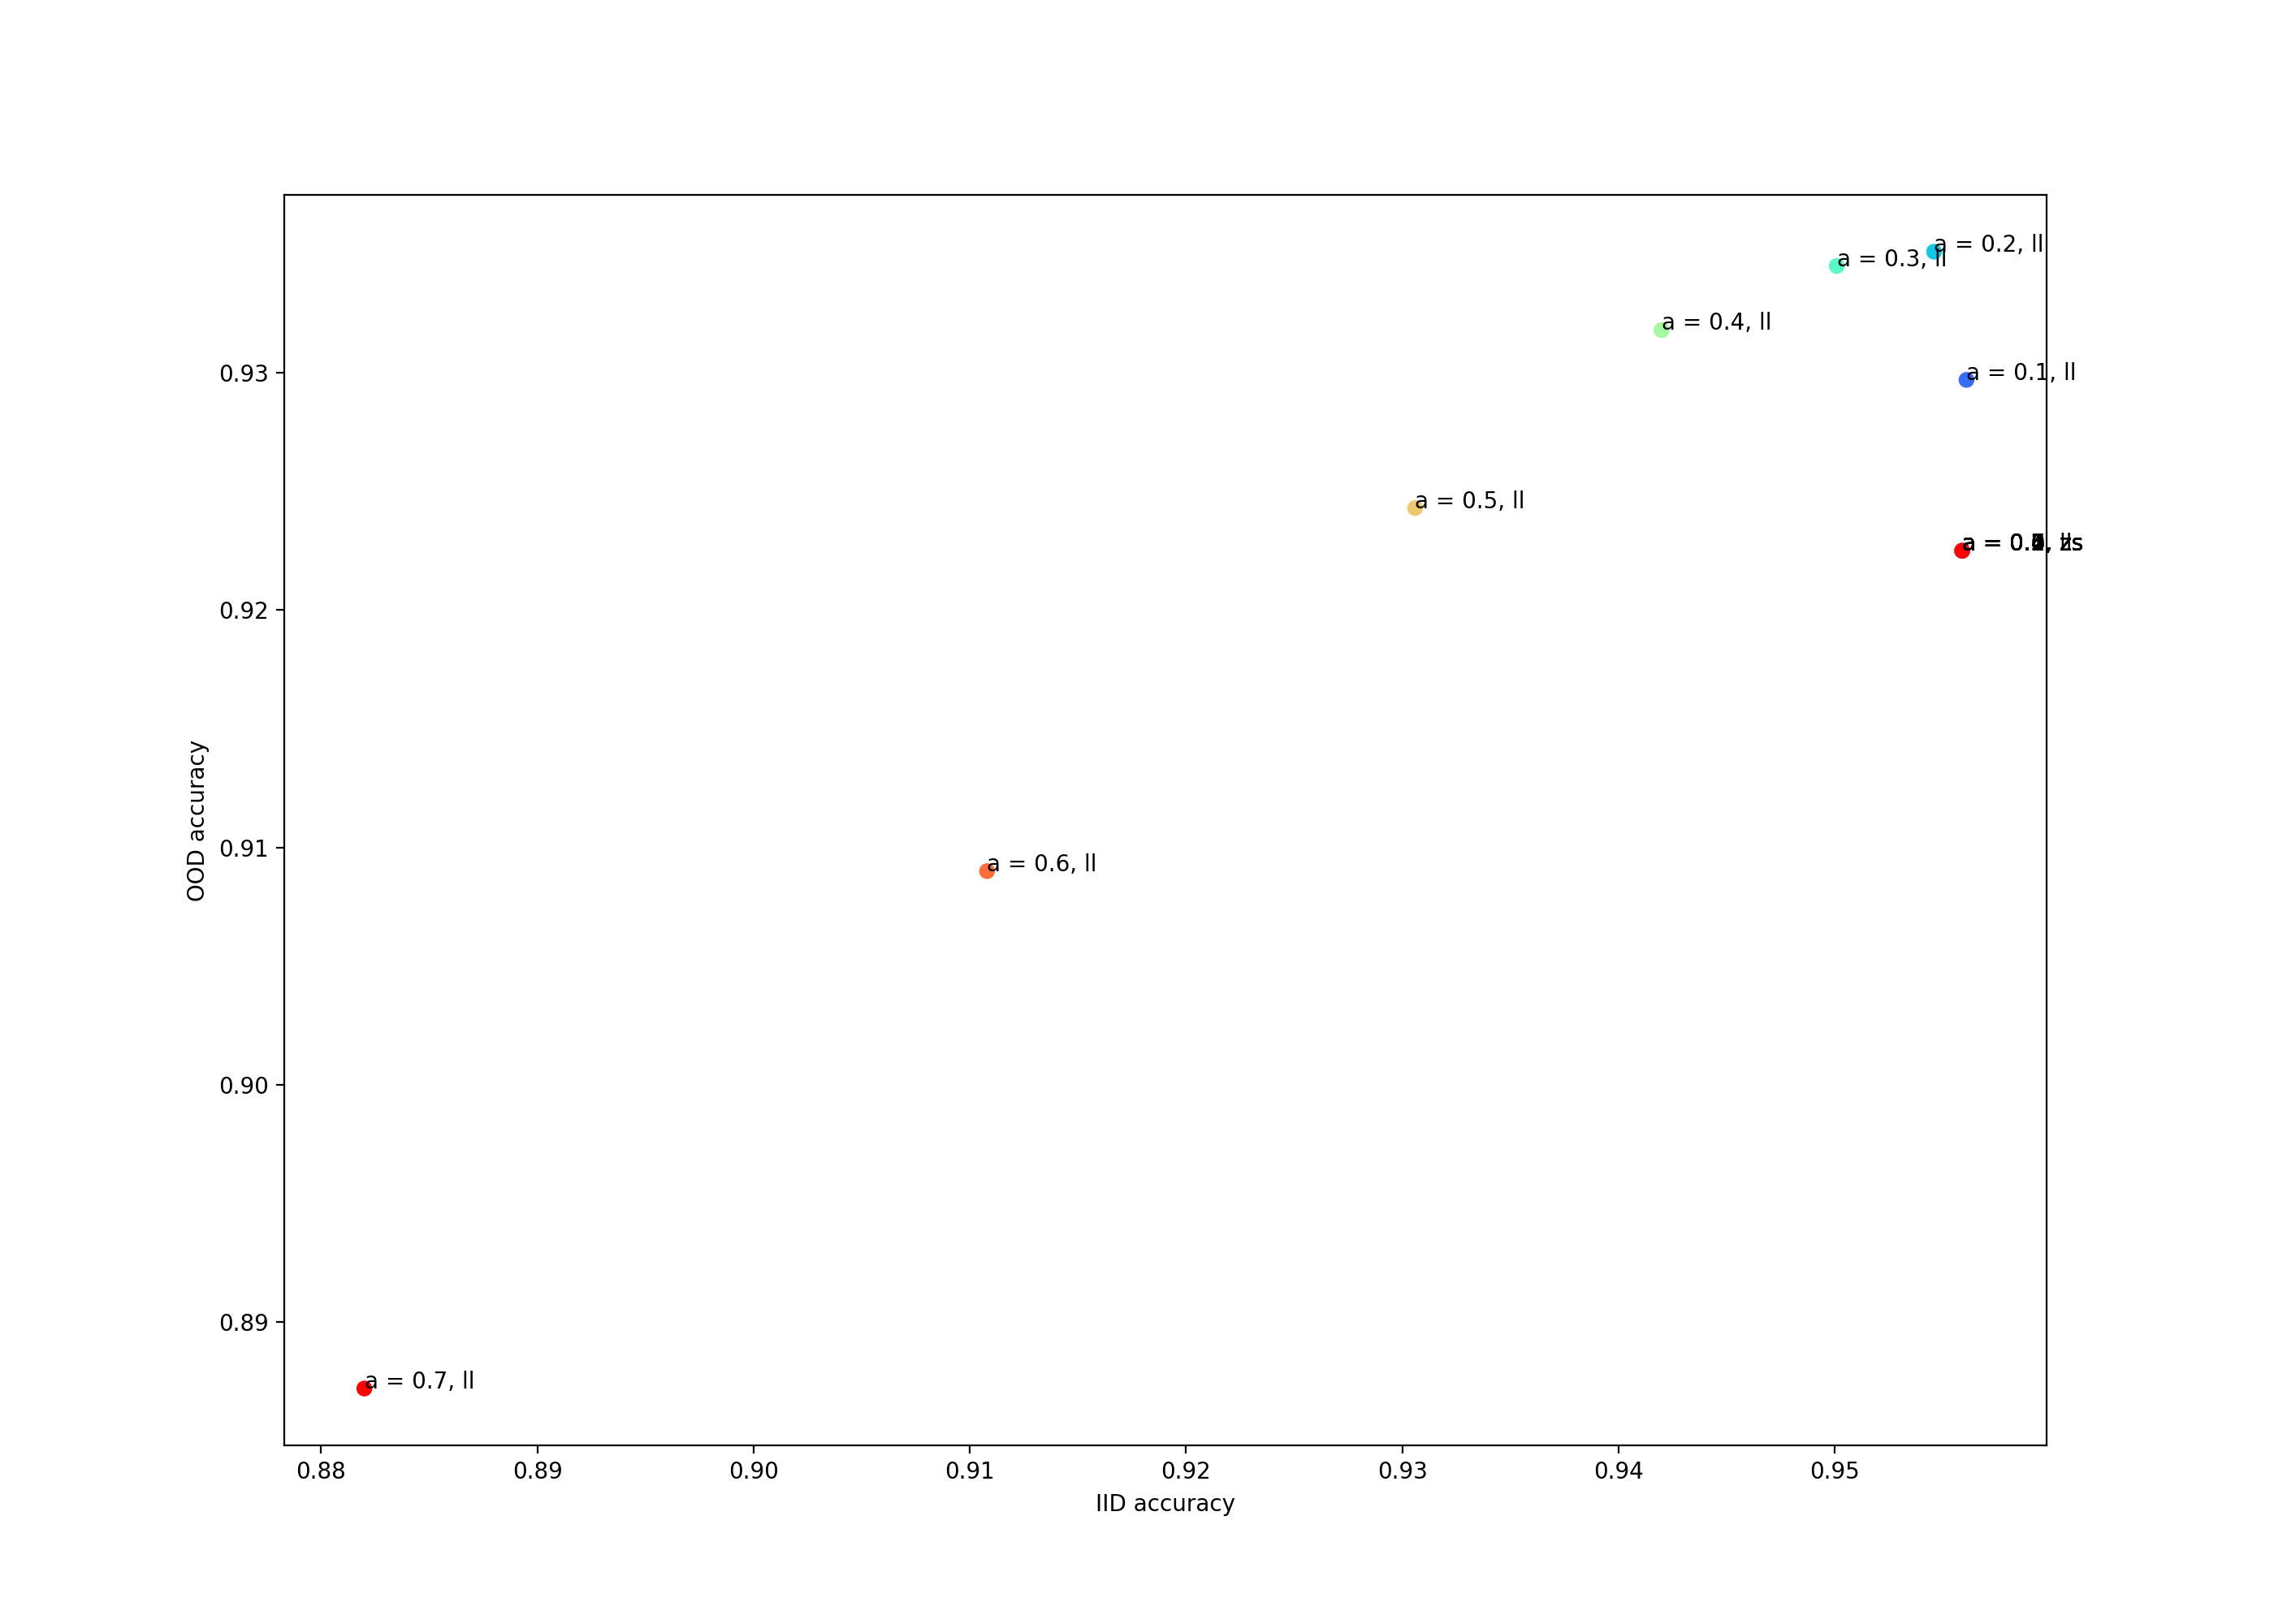 a = 0.2, ll
a = 0.3, ll
a = 0.4, ll
0.93
a = 0.1, ll
a = 0.5, ll
a = 0.
0.92
OOD accuracy
0.91
a = 0.6, ll
0.90
0.89
a = 0.7, ll
0.88 0.89 0.90 0.91 0.92 0.93 0.94 0.95
IID accuracy